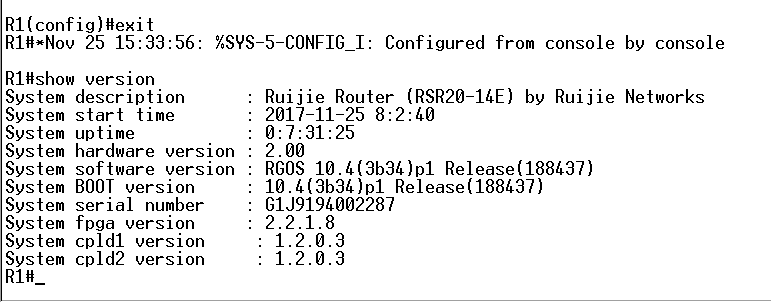 R1(config)#exit
R1#*Nov 25 15:33:56: %SYS-5-CONFIG_I: Configured from console by console
R1#show version
System description      : Ruijie Router (RSR20-14E) by Ruijie Networks
System start time       : 2017-11-25 8:2:40
System uptime           : 0:7:31:25
System hardware version : 2.00
System software version : RGOS 10.4(3b34)p1 Release(188437)
System BOOT version     : 10.4(3b34)p1 Release(188437)
System serial number    : G1J9194002287
System fpga version     : 2.2.1.8
System cpld1 version     : 1.2.0.3
System cpld2 version     : 1.2.0.3
R1#_